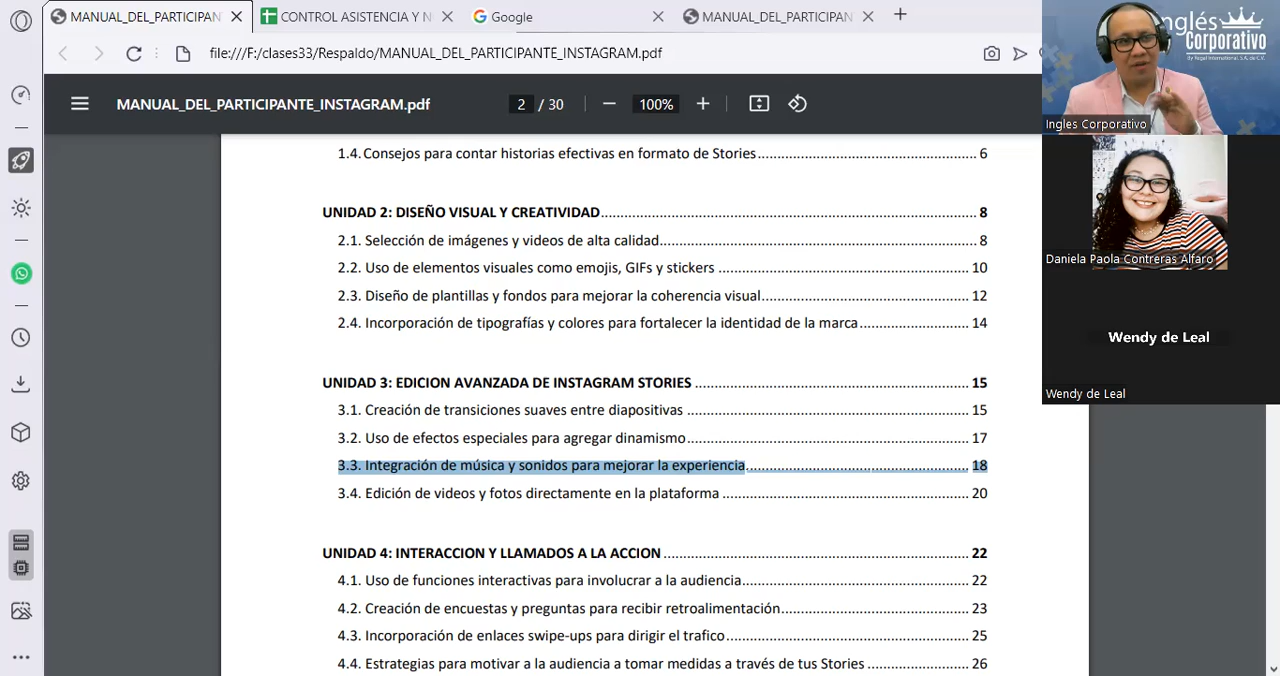 MANUAL_DEL_PARTICIPAN
CONTROL ASISTENCIA Y N
Google
MANUAL_DEL_PARTICIPAN
file:///F:/clases33/Respaldo/MANUAL_DEL_PARTICIPANTE_INSTAGRAM.pdf
MANUAL_DEL_PARTICIPANTE_INSTAGRAM.pdf
2 / 30
100%
1.4. Consejos para contar historias efectivas en formato de Stories 6
UNIDAD 2: DISEÑO VISUAL Y CREATIVIDAD 8
2.1. Selección de imágenes y videos de alta calidad 8
2.2. Uso de elementos visuales como emojis, GIFs y stickers 10
2.3. Diseño de plantillas y fondos para mejorar la coherencia visual 12
2.4. Incorporación de tipografías y colores para fortalecer la identidad de la marca 14
UNIDAD 3: EDICION AVANZADA DE INSTAGRAM STORIES 15
3.1. Creación de transiciones suaves entre diapositivas 15
3.2. Uso de efectos especiales para agregar dinamismo 17
3.3. Integración de música y sonidos para mejorar la experiencia 18
3.4. Edición de videos y fotos directamente en la plataforma 20
UNIDAD 4: INTERACCION Y LLAMADOS A LA ACCION 22
4.1. Uso de funciones interactivas para involucrar a la audiencia 22
4.2. Creación de encuestas y preguntas para recibir retroalimentación 23
4.3. Incorporación de enlaces swipe-ups para dirigir el trafico 25
4.4. Estrategias para motivar a la audiencia a tomar medidas a través de tus Stories 26
nglés
Corporativo
By Regal International, S.A. de C.V.
Ingles Corporativo
Daniela Paola Contreras Alfaro
Wendy de Leal
Wendy de Leal